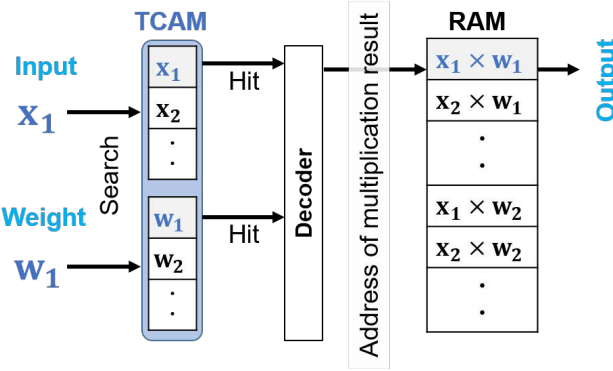 TCAM
RAM
Input
x₁
Search
x₁
x₂
.
.
Hit
Weight
w₁
w₁
w₂
.
.
Hit
Decoder
Address of multiplication result
x₁ × w₁
x₂ × w₁
.
.
x₁ × w₂
x₂ × w₂
.
.
Output